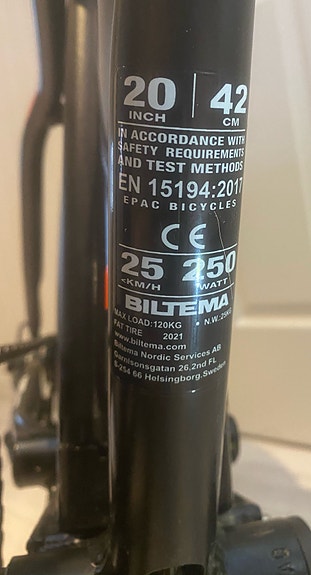 20 | 42
INCH CM
IN ACCORDANCE WITH
SAFETY REQUIREMENTS
AND TEST METHODS
EN 15194:2017
EPAC BICYCLES
CE
25 250
<KM/H WATT
BILTEMA
MAX LOAD:120KG • N.W.:25KG
FAT TIRE 2021
www.biltema.com
Biltema Nordic Services AB
Garnisonsgatan 26,2nd FL
S-254 66 Helsingborg.Sweden